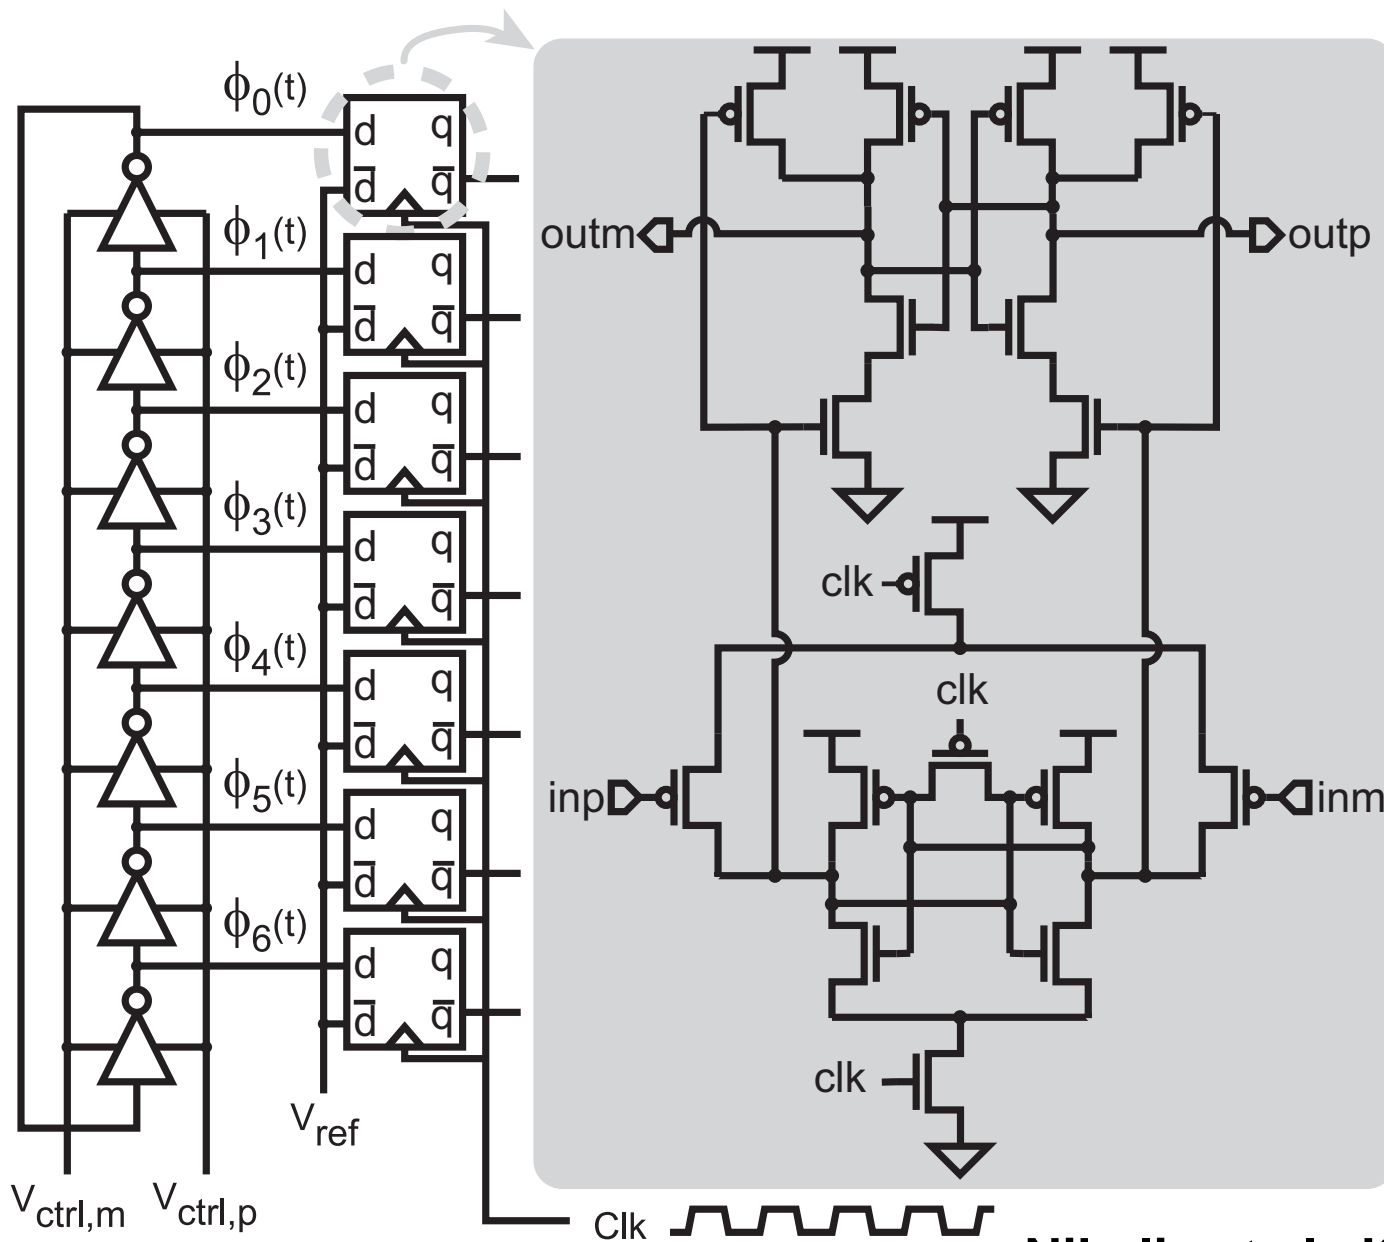 ϕ0(t)
d q
d̅ q̅
ϕ1(t)
d q
d̅ q̅
ϕ2(t)
d q
d̅ q̅
ϕ3(t)
d q
d̅ q̅
ϕ4(t)
d q
d̅ q̅
ϕ5(t)
d q
d̅ q̅
ϕ6(t)
d q
d̅ q̅
Vref
Vctrl,m Vctrl,p
Clk
outm outp
clk
clk
inp inm
clk